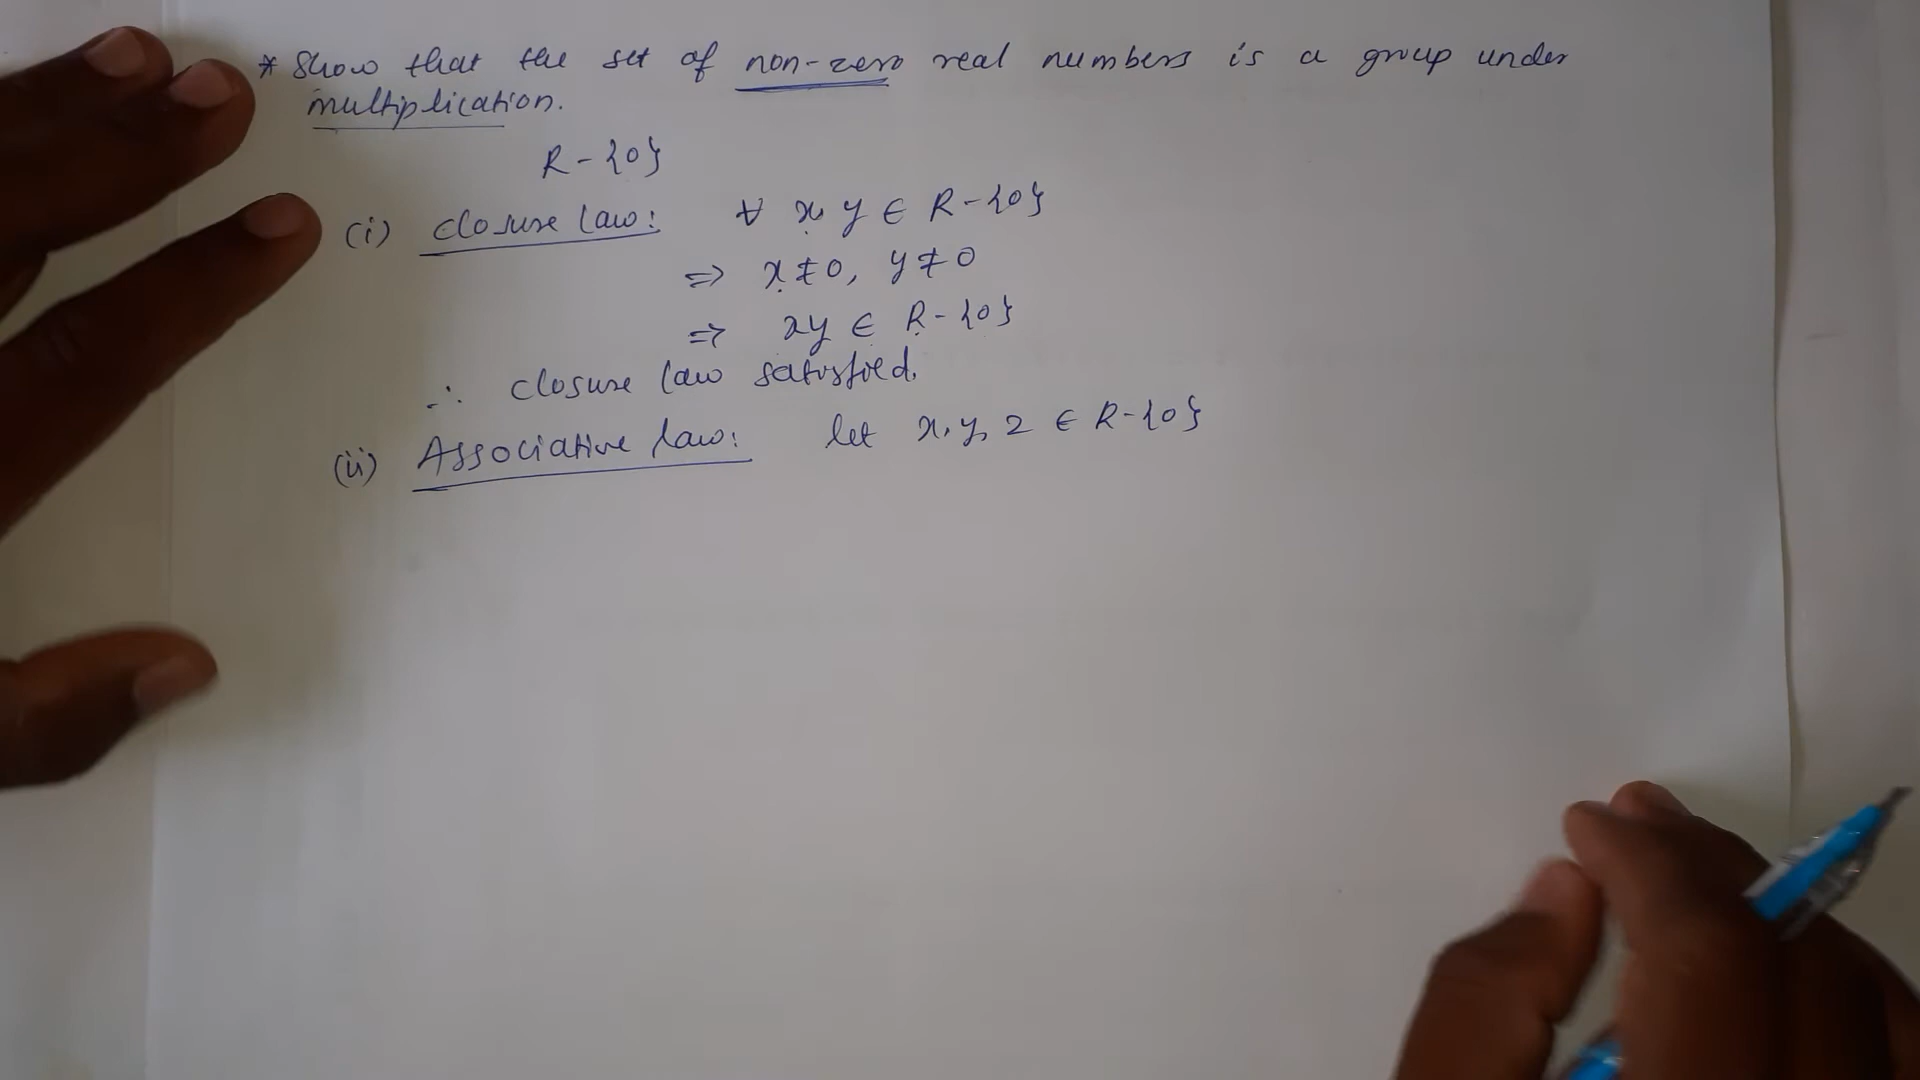 * Show that the set of non-zero real numbers is a group under
multiplication.
R - {0}
(i) closure law: ∀ x, y ∈ R - {0}
⇒ x ≠ 0, y ≠ 0
⇒ xy ∈ R - {0}
∴ closure law satisfied.
(ii) Associative law: let x, y, z ∈ R - {0}